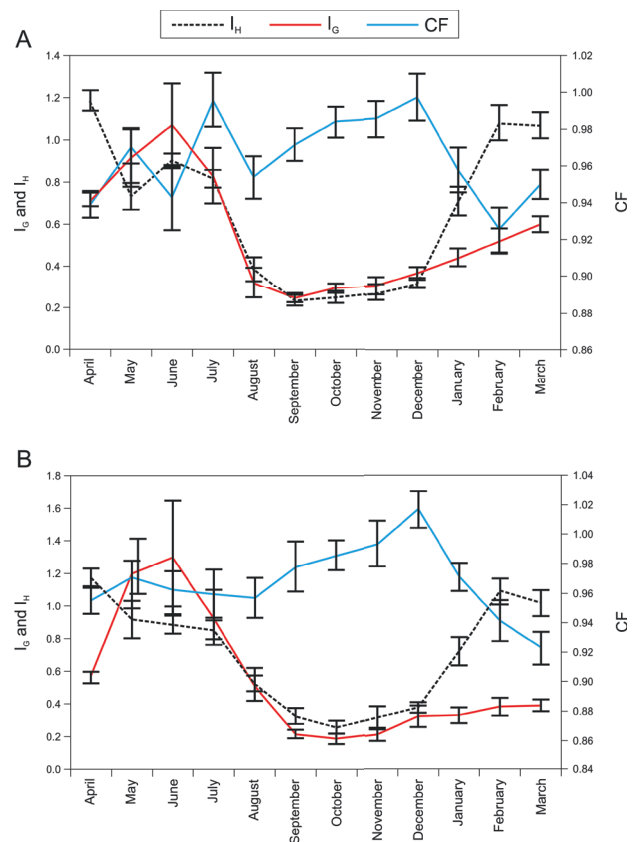 I_H I_G CF
A
1.4 1.02
1.2 1.00
1.0 0.98
0.8 0.96
0.6 0.94
0.4 0.92
0.2 0.90
0.0 0.88
0.86
I_G and I_H
CF
April May June July August September October November December January February March
B
1.8 1.04
1.6 1.02
1.4 1.00
1.2 0.98
1.0 0.96
0.8 0.94
0.6 0.92
0.4 0.90
0.2 0.88
0.0 0.86
0.84
I_G and I_H
CF
April May June July August September October November December January February March